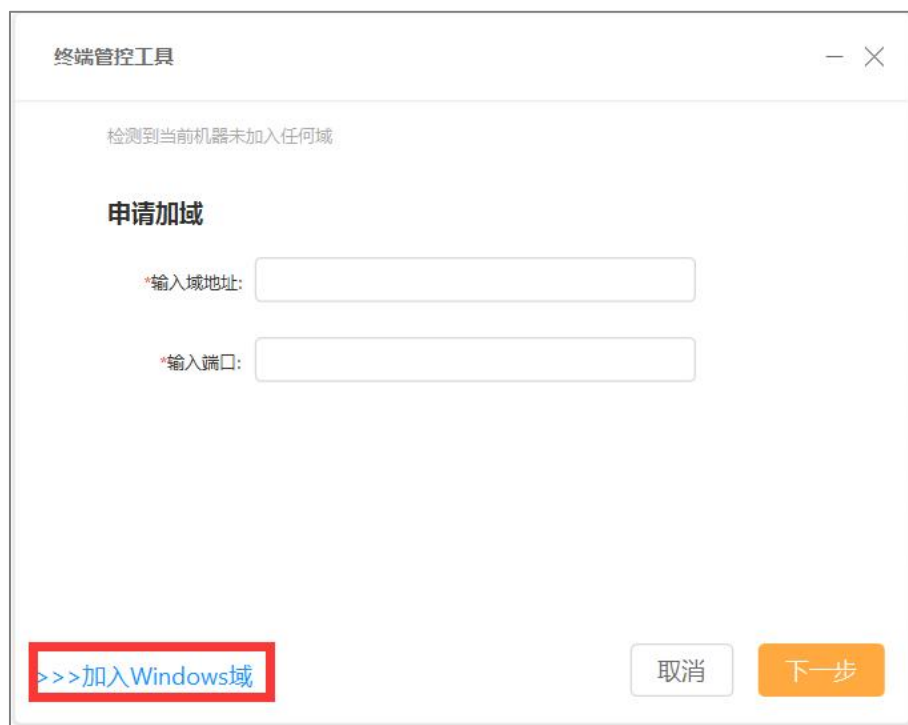 终端管控工具
检测到当前机器未加入任何域
申请加域
*输入域地址:
*输入端口:
>>>加入Windows域
取消
下一步